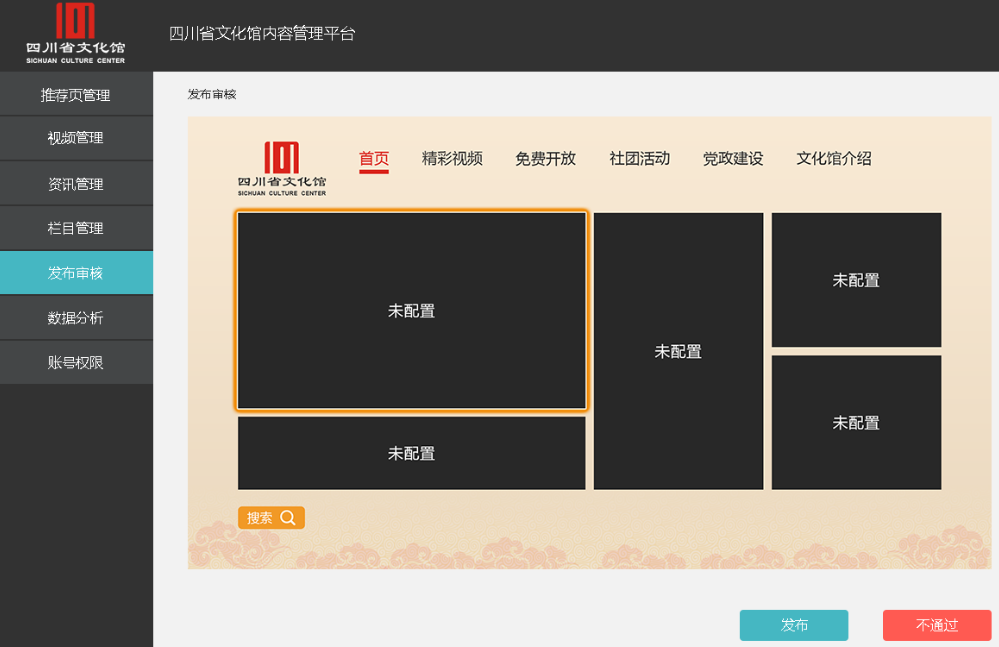 四川省文化馆
SICHUAN CULTURE CENTER
四川省文化馆内容管理平台
推荐页管理
视频管理
资讯管理
栏目管理
发布审核
数据分析
账号权限
发布审核
四川省文化馆
SICHUAN CULTURE CENTER
首页 精彩视频 免费开放 社团活动 党政建设 文化馆介绍
未配置
未配置
未配置
未配置
未配置
搜索
发布 不通过